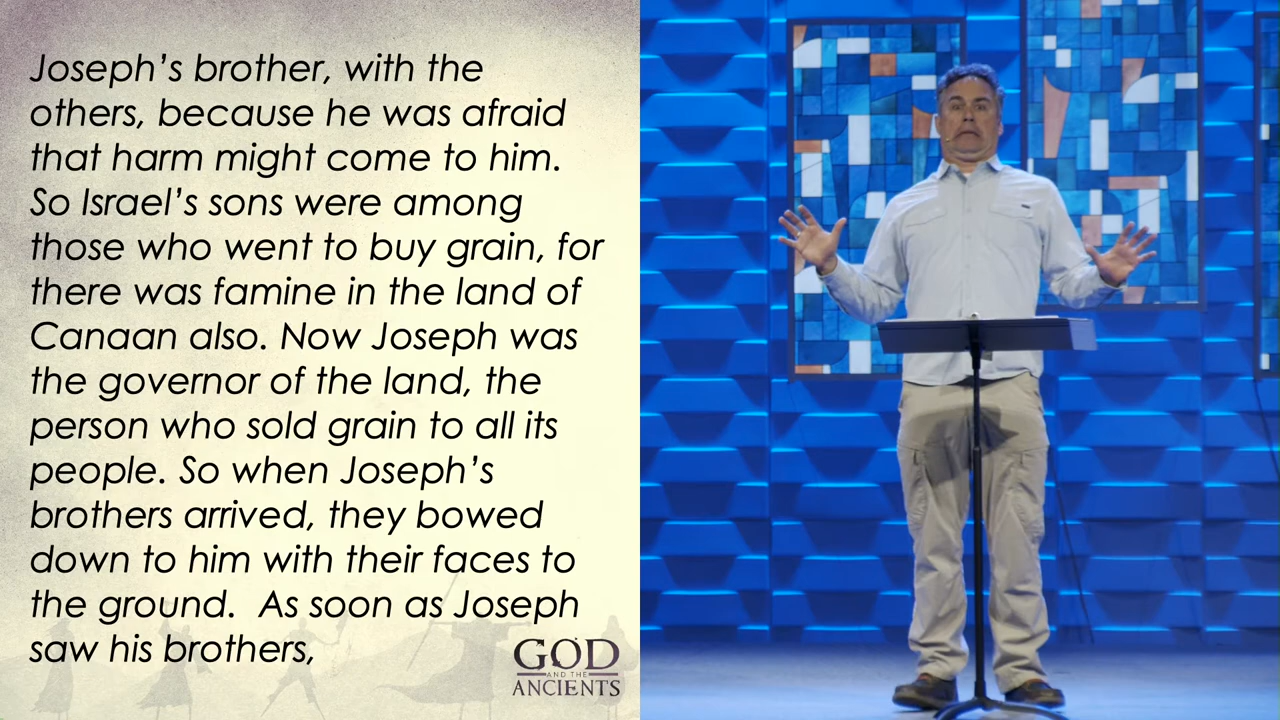 Joseph’s brother, with the
others, because he was afraid
that harm might come to him.
So Israel’s sons were among
those who went to buy grain, for
there was famine in the land of
Canaan also. Now Joseph was
the governor of the land, the
person who sold grain to all its
people. So when Joseph’s
brothers arrived, they bowed
down to him with their faces to
the ground.  As soon as Joseph
saw his brothers,
GOD
AND THE
ANCIENTS